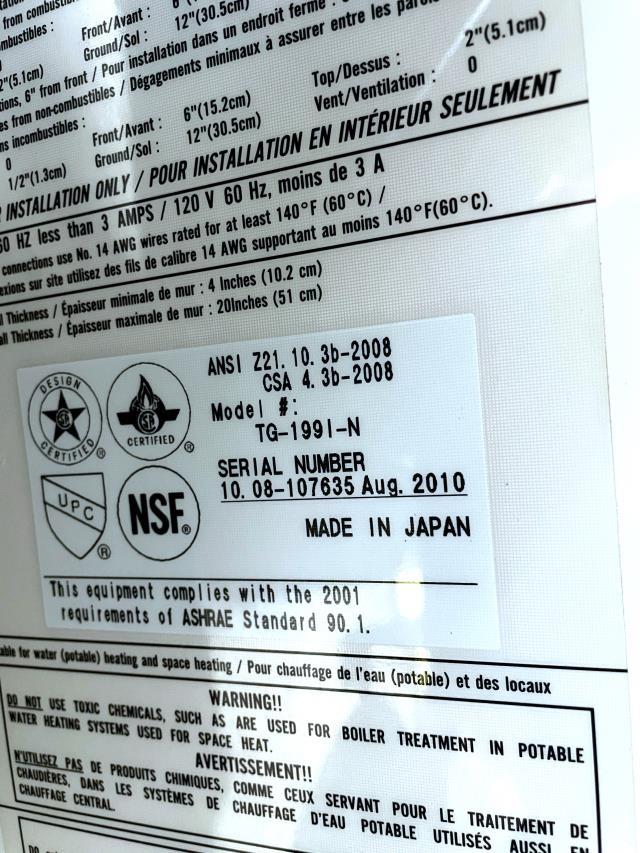 from
Front/Avant :
12"(30.5cm)
Ground/Sol :
2"(5.1cm)
6" from front / Pour installation dans un endroit fermé :
from non-combustibles / Dégagements minimaux à assurer entre les
incombustibles :
Top/Dessus : 2"(5.1cm)
Front/Avant : 6"(15.2cm) Vent/Ventilation : 0
0 Ground/Sol : 12"(30.5cm)
1/2"(1.3cm)
INSTALLATION ONLY / POUR INSTALLATION EN INTÉRIEUR SEULEMENT
HZ less than 3 AMPS / 120 V 60 Hz, moins de 3 A
connections use No. 14 AWG wires rated for at least 140°F (60°C) /
sur site utilisez des fils de calibre 14 AWG supportant au moins 140°F(60°C).
Thickness / Épaisseur minimale de mur : 4 Inches (10.2 cm)
Thickness / Épaisseur maximale de mur : 20Inches (51 cm)
DESIGN CERTIFIED ®
CERTIFIED ®
UPC ®
NSF®
ANSI Z21. 10. 3b-2008
CSA 4. 3b-2008
Model #:
TG-199I-N
SERIAL NUMBER
10. 08-107635 Aug. 2010
MADE IN JAPAN
This equipment complies with the 2001
requirements of ASHRAE Standard 90. 1.
for water (potable) heating and space heating / Pour chauffage de l'eau (potable) et des locaux
WARNING!!
DO NOT USE TOXIC CHEMICALS, SUCH AS ARE USED FOR BOILER TREATMENT IN POTABLE
WATER HEATING SYSTEMS USED FOR SPACE HEAT.
AVERTISSEMENT!!
N'UTILISEZ PAS DE PRODUITS CHIMIQUES, COMME CEUX SERVANT POUR LE TRAITEMENT DE
CHAUDIÈRES, DANS LES SYSTÈMES DE CHAUFFAGE D'EAU POTABLE UTILISÉS AUSSI EN
CHAUFFAGE CENTRAL.